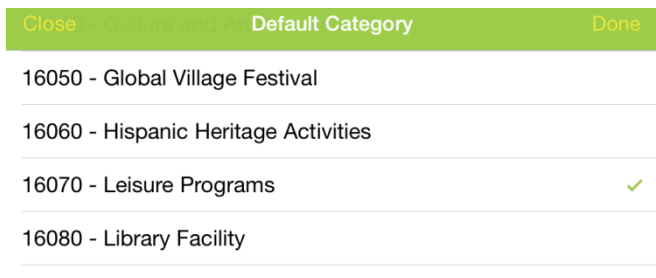 Close Default Category Done
16050 - Global Village Festival
16060 - Hispanic Heritage Activities
16070 - Leisure Programs
16080 - Library Facility